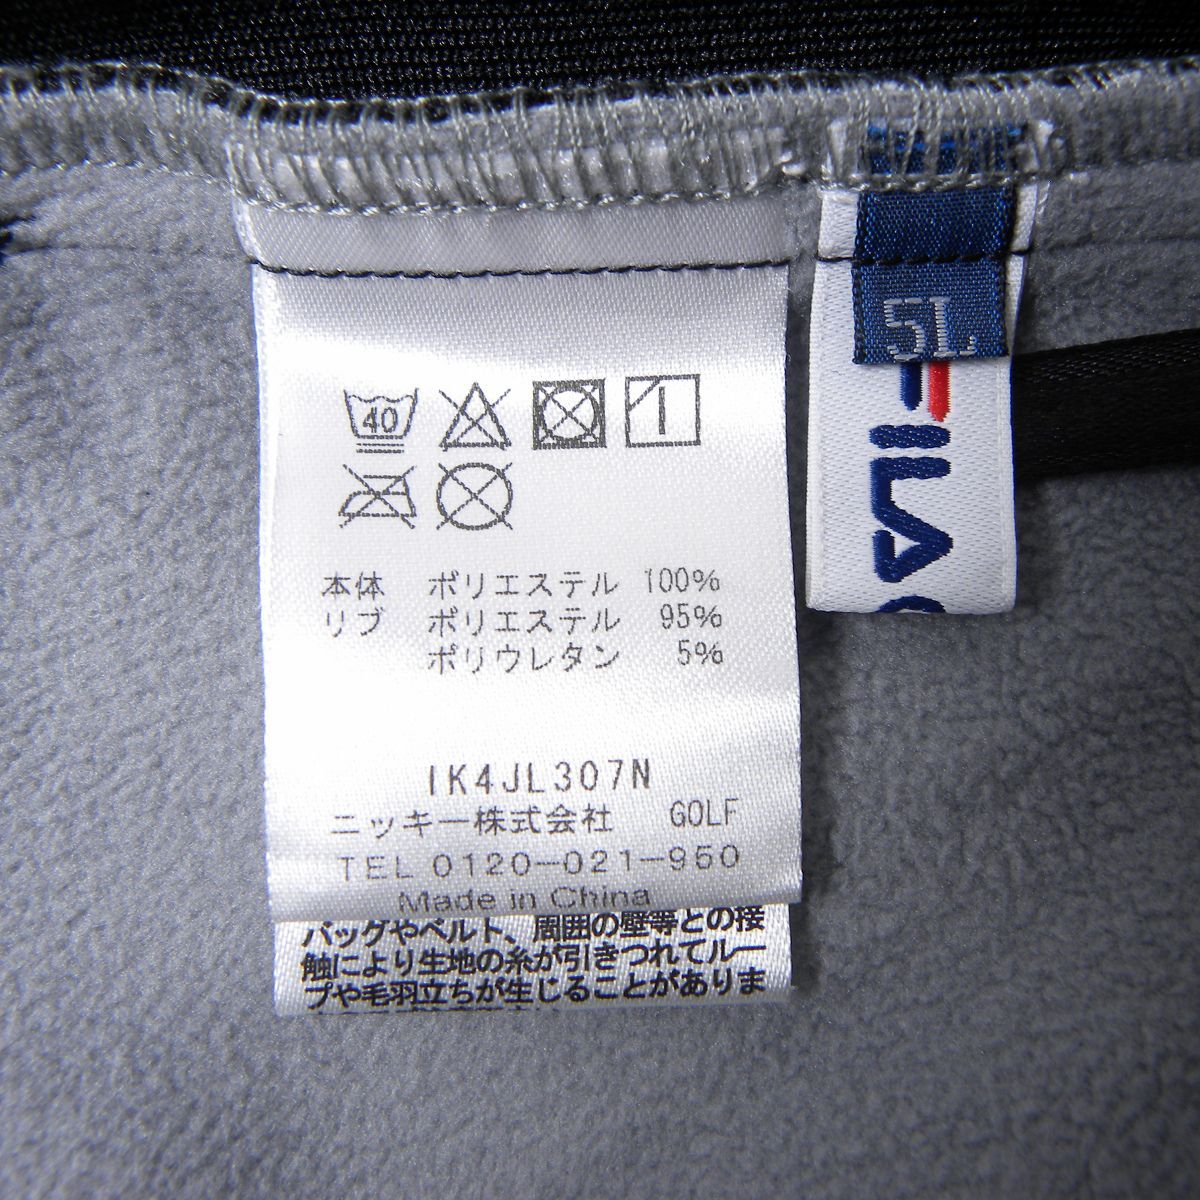 5L
FILA
40
本体 ポリエステル 100%
リブ ポリエステル 95%
ポリウレタン 5%
IK4JL307N
ニッキー株式会社 GOLF
TEL 0120-021-950
Made in China
バッグやベルト、周囲の壁等との接
触により生地の糸が引きつれてルー
プや毛羽立ちが生じることがありま